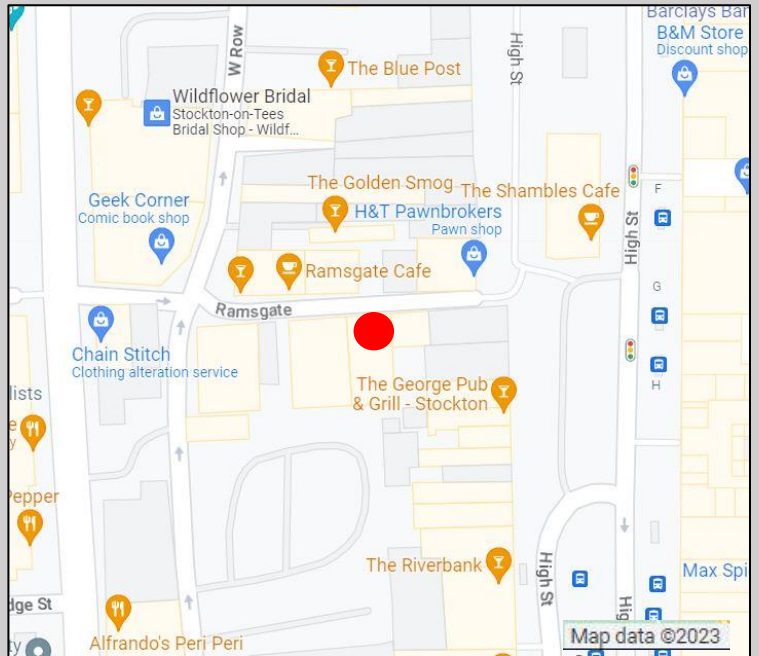 Barclays Bar
B&M Store
Discount shop
W Row
High St
The Blue Post
Wildflower Bridal
Stockton-on-Tees
Bridal Shop - Wildf...
The Golden Smog
The Shambles Cafe
F
Geek Corner
Comic book shop
H&T Pawnbrokers
Pawn shop
High St
Ramsgate Cafe
G
Ramsgate
Chain Stitch
Clothing alteration service
The George Pub
& Grill - Stockton
H
lists
e
y
Pepper
The Riverbank
High St
Max Spi
dge St
Hig
Alfrando's Peri Peri
ty
Map data ©2023